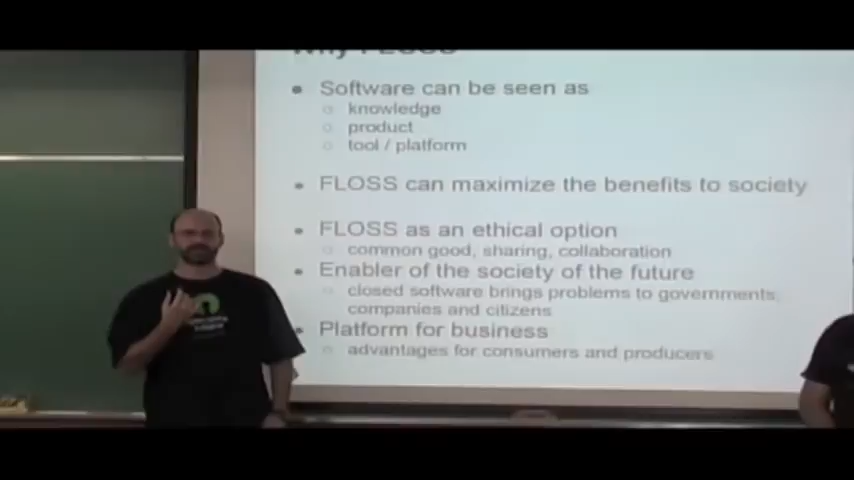 Why FLOSS
Software can be seen as
knowledge
product
tool / platform
FLOSS can maximize the benefits to society
FLOSS as an ethical option
common good, sharing, collaboration
Enabler of the society of the future
closed software brings problems to governments,
companies and citizens
Platform for business
advantages for consumers and producers